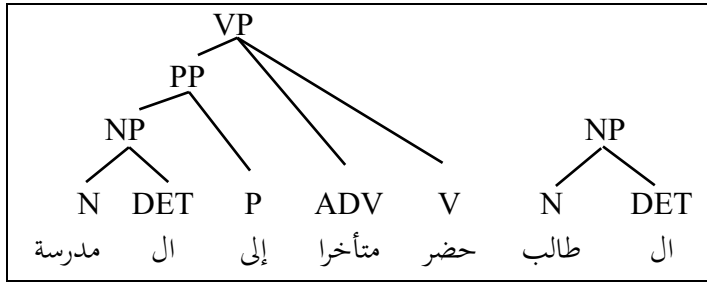 VP
PP
NP NP
N DET P ADV V N DET
ال طالب حضر متأخرا إلى ال مدرسة